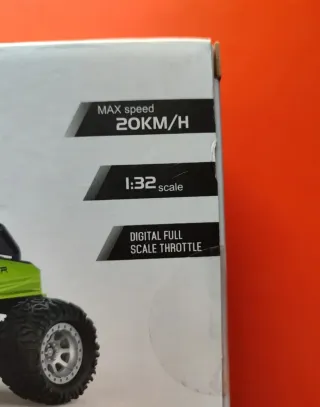 MAX speed
20KM/H
1:32 scale
DIGITAL FULL
SCALE THROTTLE